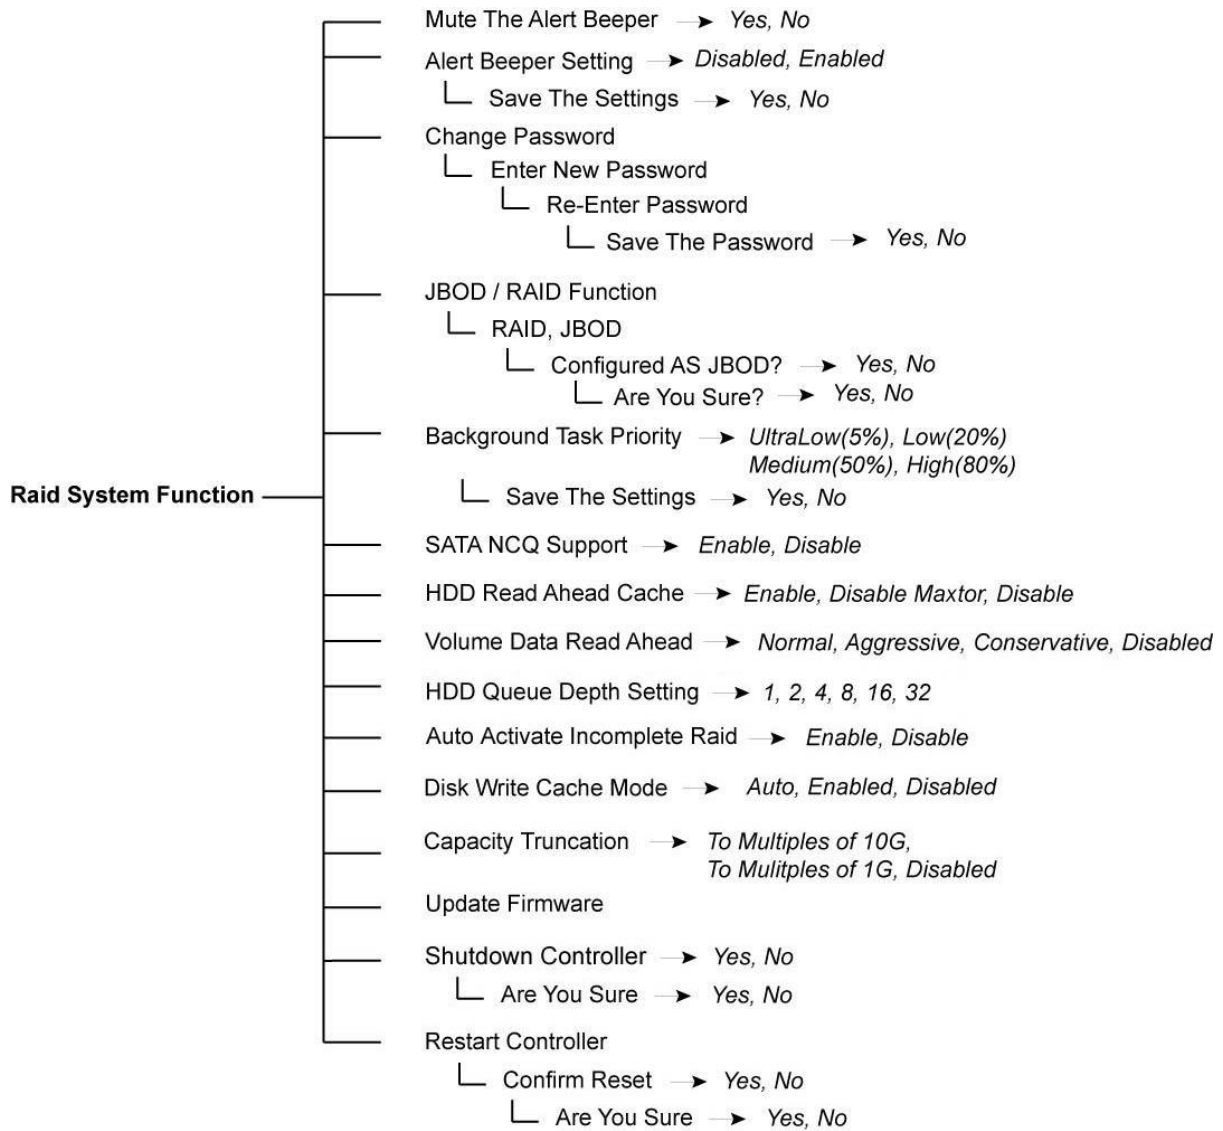 Mute The Alert Beeper Yes, No
Alert Beeper Setting Disabled, Enabled
Save The Settings Yes, No
Change Password
Enter New Password
Re-Enter Password
Save The Password Yes, No
JBOD / RAID Function
RAID, JBOD
Configured AS JBOD? Yes, No
Are You Sure? Yes, No
Background Task Priority UltraLow(5%), Low(20%)
Medium(50%), High(80%)
Raid System Function
Save The Settings Yes, No
SATA NCQ Support Enable, Disable
HDD Read Ahead Cache Enable, Disable Maxtor, Disable
Volume Data Read Ahead Normal, Aggressive, Conservative, Disabled
HDD Queue Depth Setting 1, 2, 4, 8, 16, 32
Auto Activate Incomplete Raid Enable, Disable
Disk Write Cache Mode Auto, Enabled, Disabled
Capacity Truncation To Multiples of 10G,
To Mulitples of 1G, Disabled
Update Firmware
Shutdown Controller Yes, No
Are You Sure Yes, No
Restart Controller
Confirm Reset Yes, No
Are You Sure Yes, No